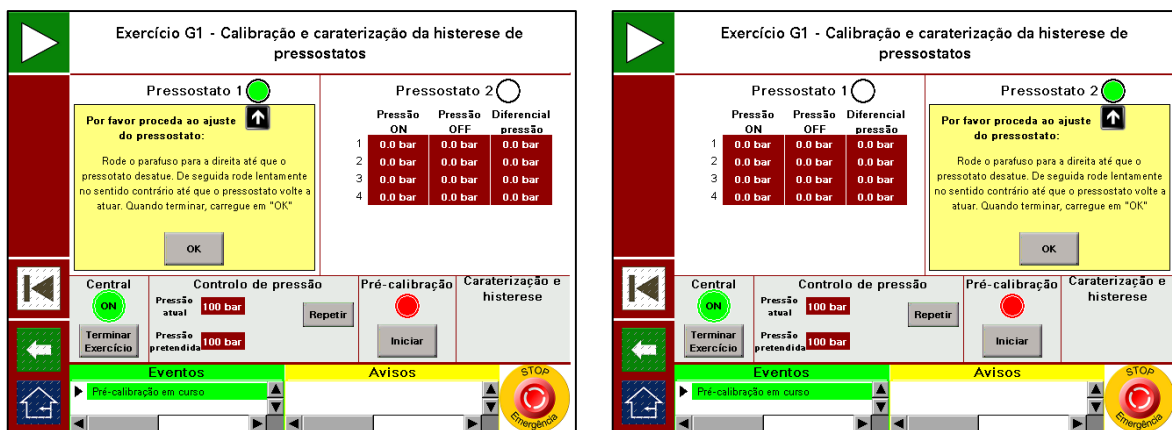 Exercício G1 - Calibração e caraterização da histerese de
pressostatos
Pressostato 1
Pressostato 2
Por favor proceda ao ajuste
do pressostato:
Rode o parafuso para a direita até que o
pressotato desatue. De seguida rode lentamente
no sentido contrário até que o pressostato volte a
atuar. Quando terminar, carregue em "OK"
OK
Pressão Pressão Diferencial
ON OFF pressão
1 0.0 bar 0.0 bar 0.0 bar
2 0.0 bar 0.0 bar 0.0 bar
3 0.0 bar 0.0 bar 0.0 bar
4 0.0 bar 0.0 bar 0.0 bar
Central
ON
Terminar
Exercício
Controlo de pressão
Pressão
atual 100 bar
Pressão
pretendida 100 bar
Repetir
Pré-calibração
Iniciar
Caraterização e
histerese
Eventos
Pré-calibração em curso
Avisos
STOP
Emergência
Exercício G1 - Calibração e caraterização da histerese de
pressostatos
Pressostato 1
Pressostato 2
Pressão Pressão Diferencial
ON OFF pressão
1 0.0 bar 0.0 bar 0.0 bar
2 0.0 bar 0.0 bar 0.0 bar
3 0.0 bar 0.0 bar 0.0 bar
4 0.0 bar 0.0 bar 0.0 bar
Por favor proceda ao ajuste
do pressostato:
Rode o parafuso para a direita até que o
pressotato desatue. De seguida rode lentamente
no sentido contrário até que o pressostato volte a
atuar. Quando terminar, carregue em "OK"
OK
Central
ON
Terminar
Exercício
Controlo de pressão
Pressão
atual 100 bar
Pressão
pretendida 100 bar
Repetir
Pré-calibração
Iniciar
Caraterização e
histerese
Eventos
Pré-calibração em curso
Avisos
STOP
Emergência